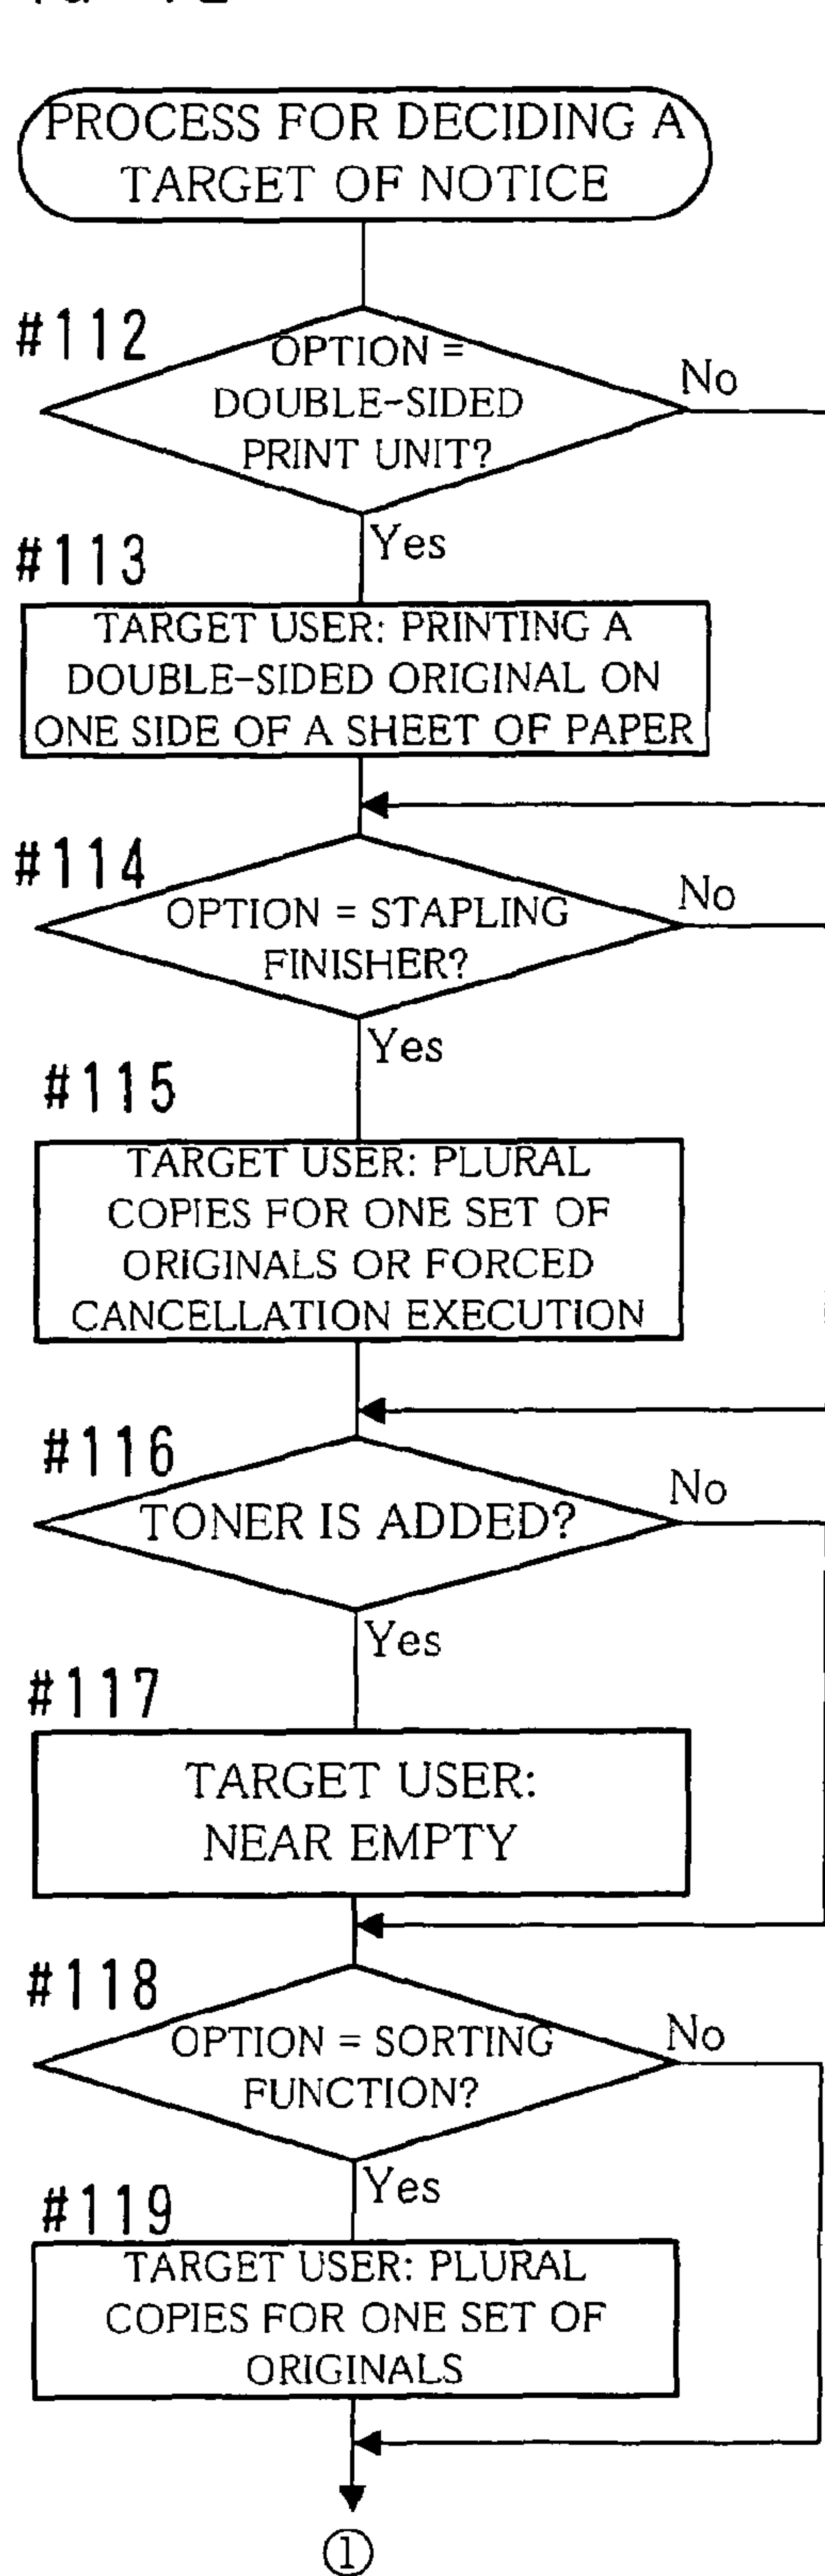 PROCESS FOR DECIDING A
TARGET OF NOTICE
#112
OPTION =
DOUBLE-SIDED
PRINT UNIT?
No
Yes
#113
TARGET USER: PRINTING A
DOUBLE-SIDED ORIGINAL ON
ONE SIDE OF A SHEET OF PAPER
#114
OPTION = STAPLING
FINISHER?
No
Yes
#115
TARGET USER: PLURAL
COPIES FOR ONE SET OF
ORIGINALS OR FORCED
CANCELLATION EXECUTION
#116
TONER IS ADDED?
No
Yes
#117
TARGET USER:
NEAR EMPTY
#118
OPTION = SORTING
FUNCTION?
No
Yes
#119
TARGET USER: PLURAL
COPIES FOR ONE SET OF
ORIGINALS
①